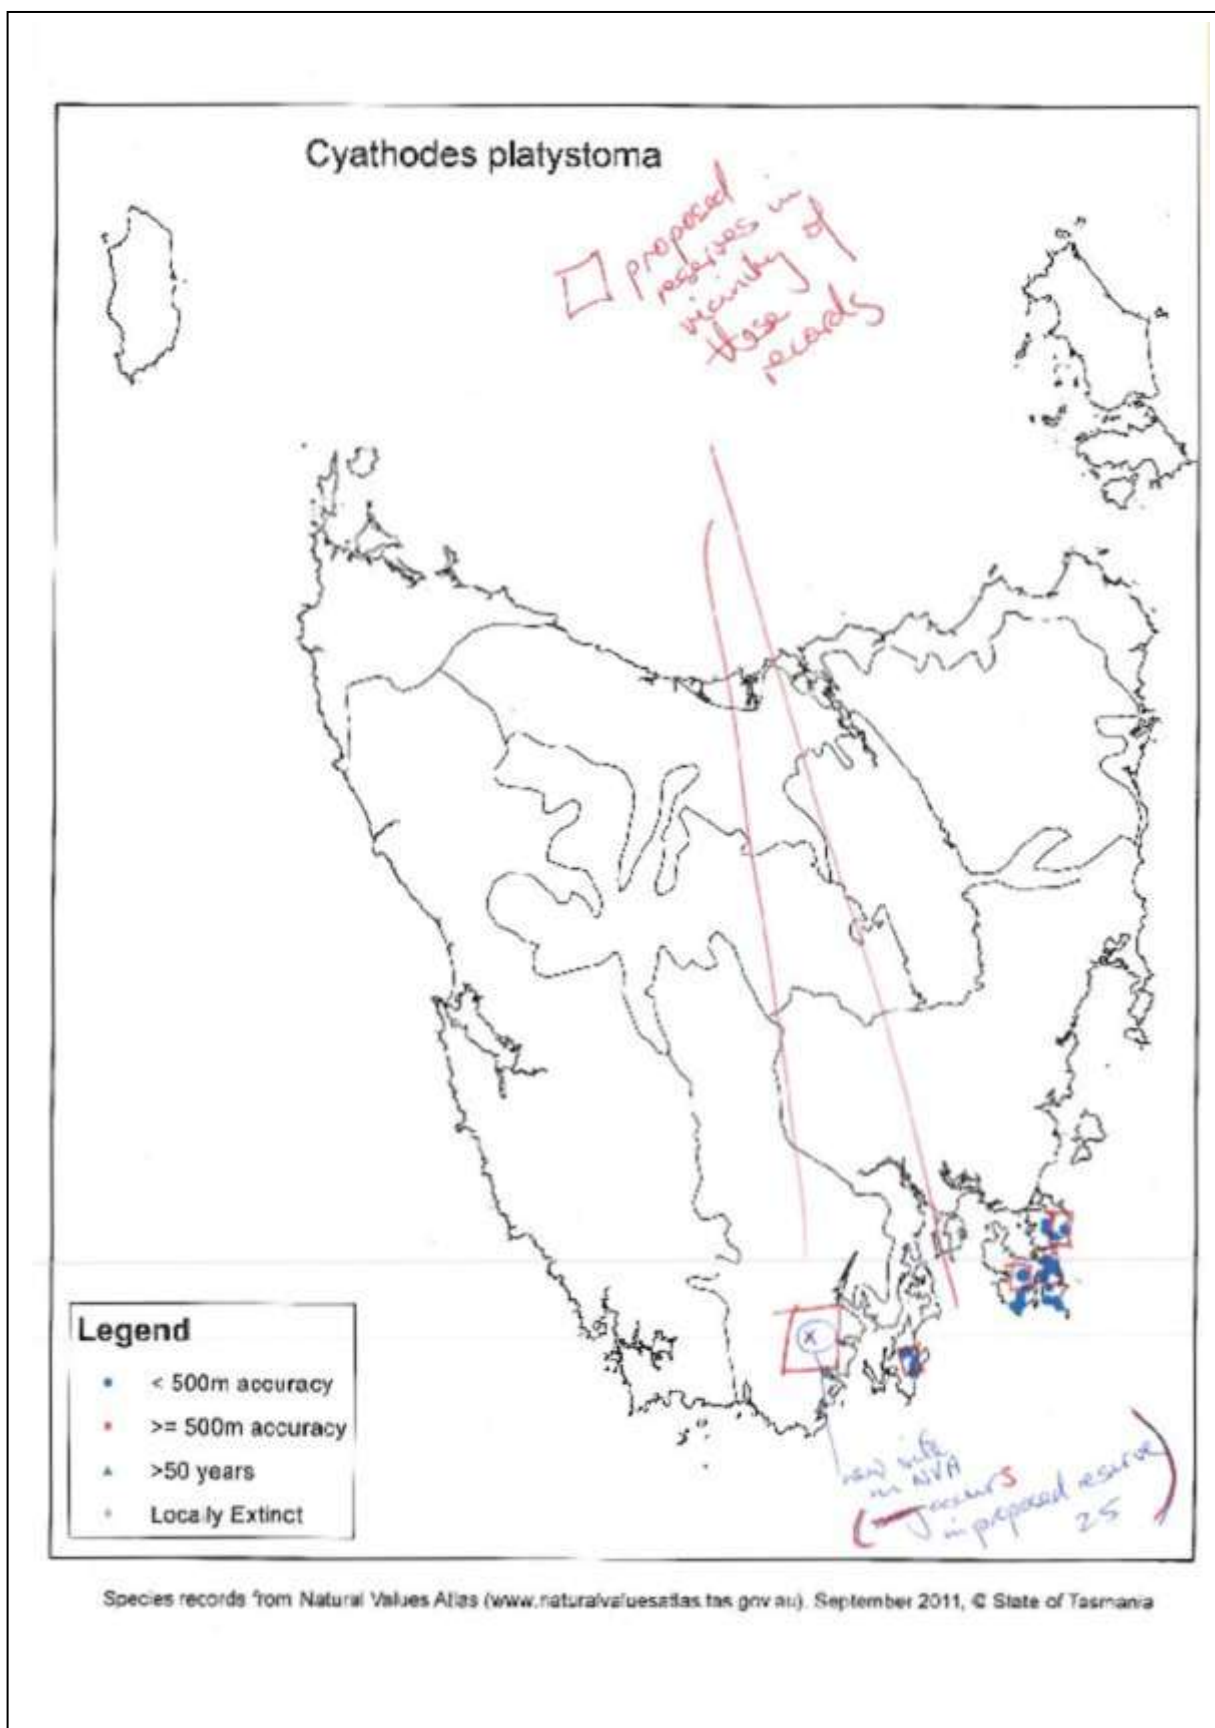 Cyathodes platystoma
proposed
reserves in
vicinity of
these
records
Legend
< 500m accuracy
>= 500m accuracy
>50 years
Locally Extinct
new site
in NVA
occurs
in proposed reserve
25
Species records from Natural Values Atlas (www.naturalvaluesatlas.tas.gov.au). September 2011, © State of Tasmania